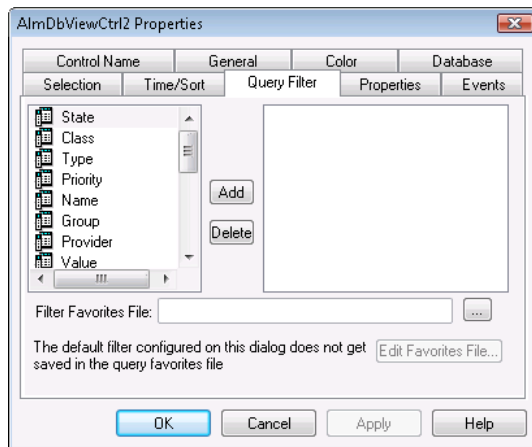 AlmDbViewCtrl2 Properties
Control Name
General
Color
Database
Selection
Time/Sort
Query Filter
Properties
Events
State
Class
Type
Priority
Name
Group
Provider
Value
Add
Delete
Filter Favorites File:
...
The default filter configured on this dialog does not get
saved in the query favorites file
Edit Favorites File...
OK
Cancel
Apply
Help